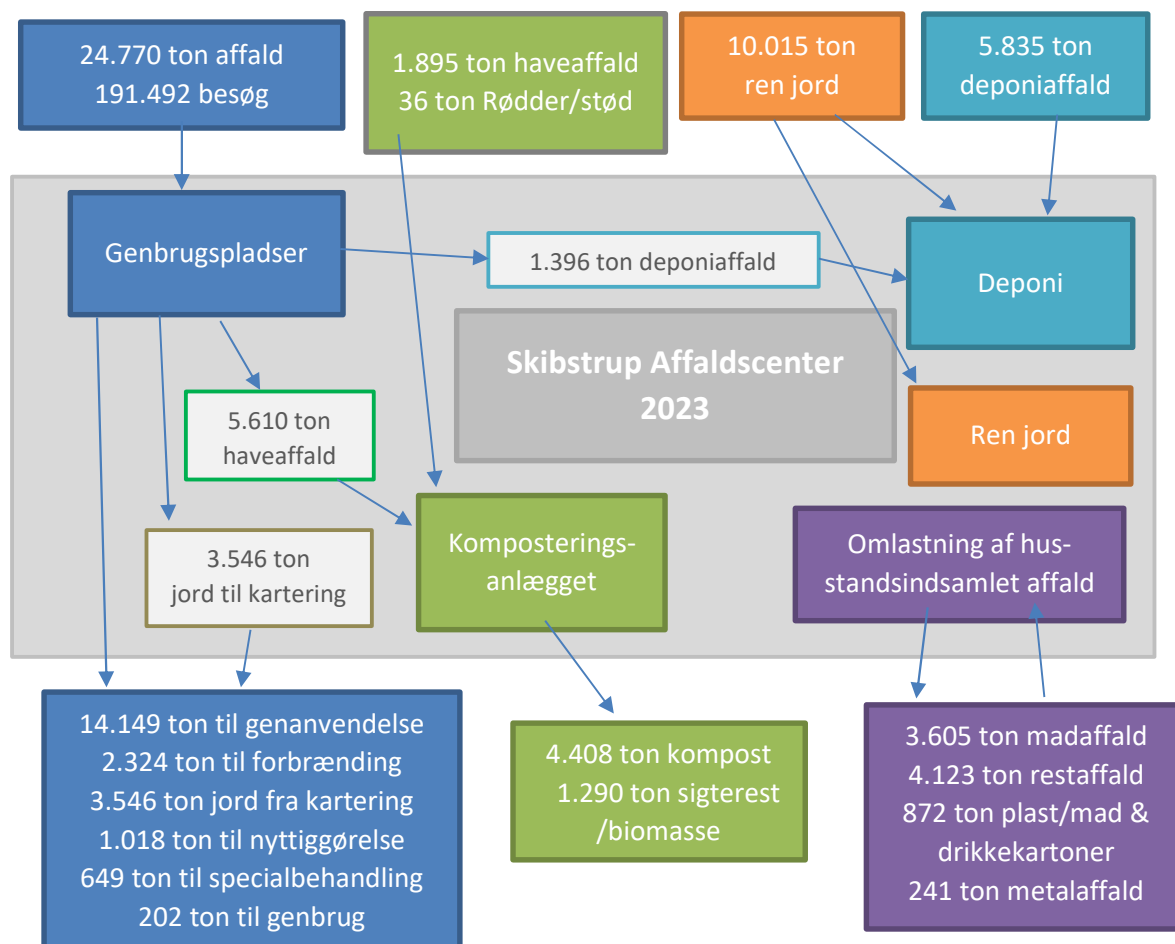 24.770 ton affald
191.492 besøg
1.895 ton haveaffald
36 ton Rødder/stød
10.015 ton
ren jord
5.835 ton
deponiaffald
Genbrugspladser
1.396 ton deponiaffald
Deponi
Skibstrup Affaldscenter
2023
5.610 ton
haveaffald
Ren jord
3.546 ton
jord til kartering
Komposterings-
anlægget
Omlastning af hus-
standsindsamlet affald
14.149 ton til genanvendelse
2.324 ton til forbrænding
3.546 ton jord fra kartering
1.018 ton til nyttiggørelse
649 ton til specialbehandling
202 ton til genbrug
4.408 ton kompost
1.290 ton sigterest
/biomasse
3.605 ton madaffald
4.123 ton restaffald
872 ton plast/mad &
drikkekartoner
241 ton metalaffald